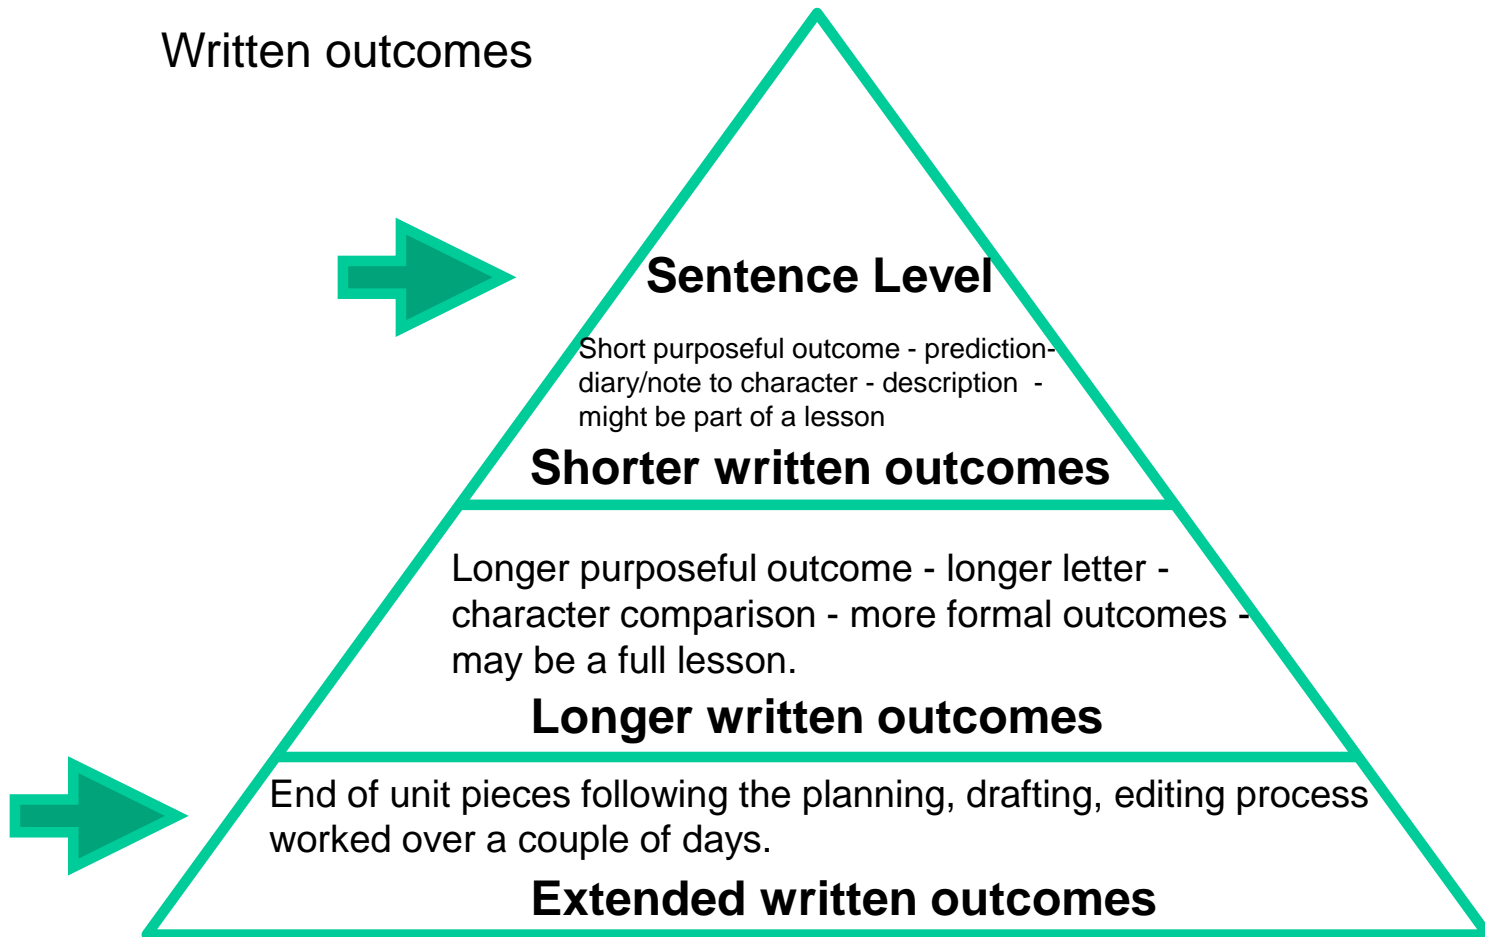 Written outcomes
Sentence Level
Short purposeful outcome - prediction-
diary/note to character - description  -
might be part of a lesson
Shorter written outcomes
Longer purposeful outcome - longer letter -
character comparison - more formal outcomes -
may be a full lesson.
Longer written outcomes
End of unit pieces following the planning, drafting, editing process
worked over a couple of days.
Extended written outcomes